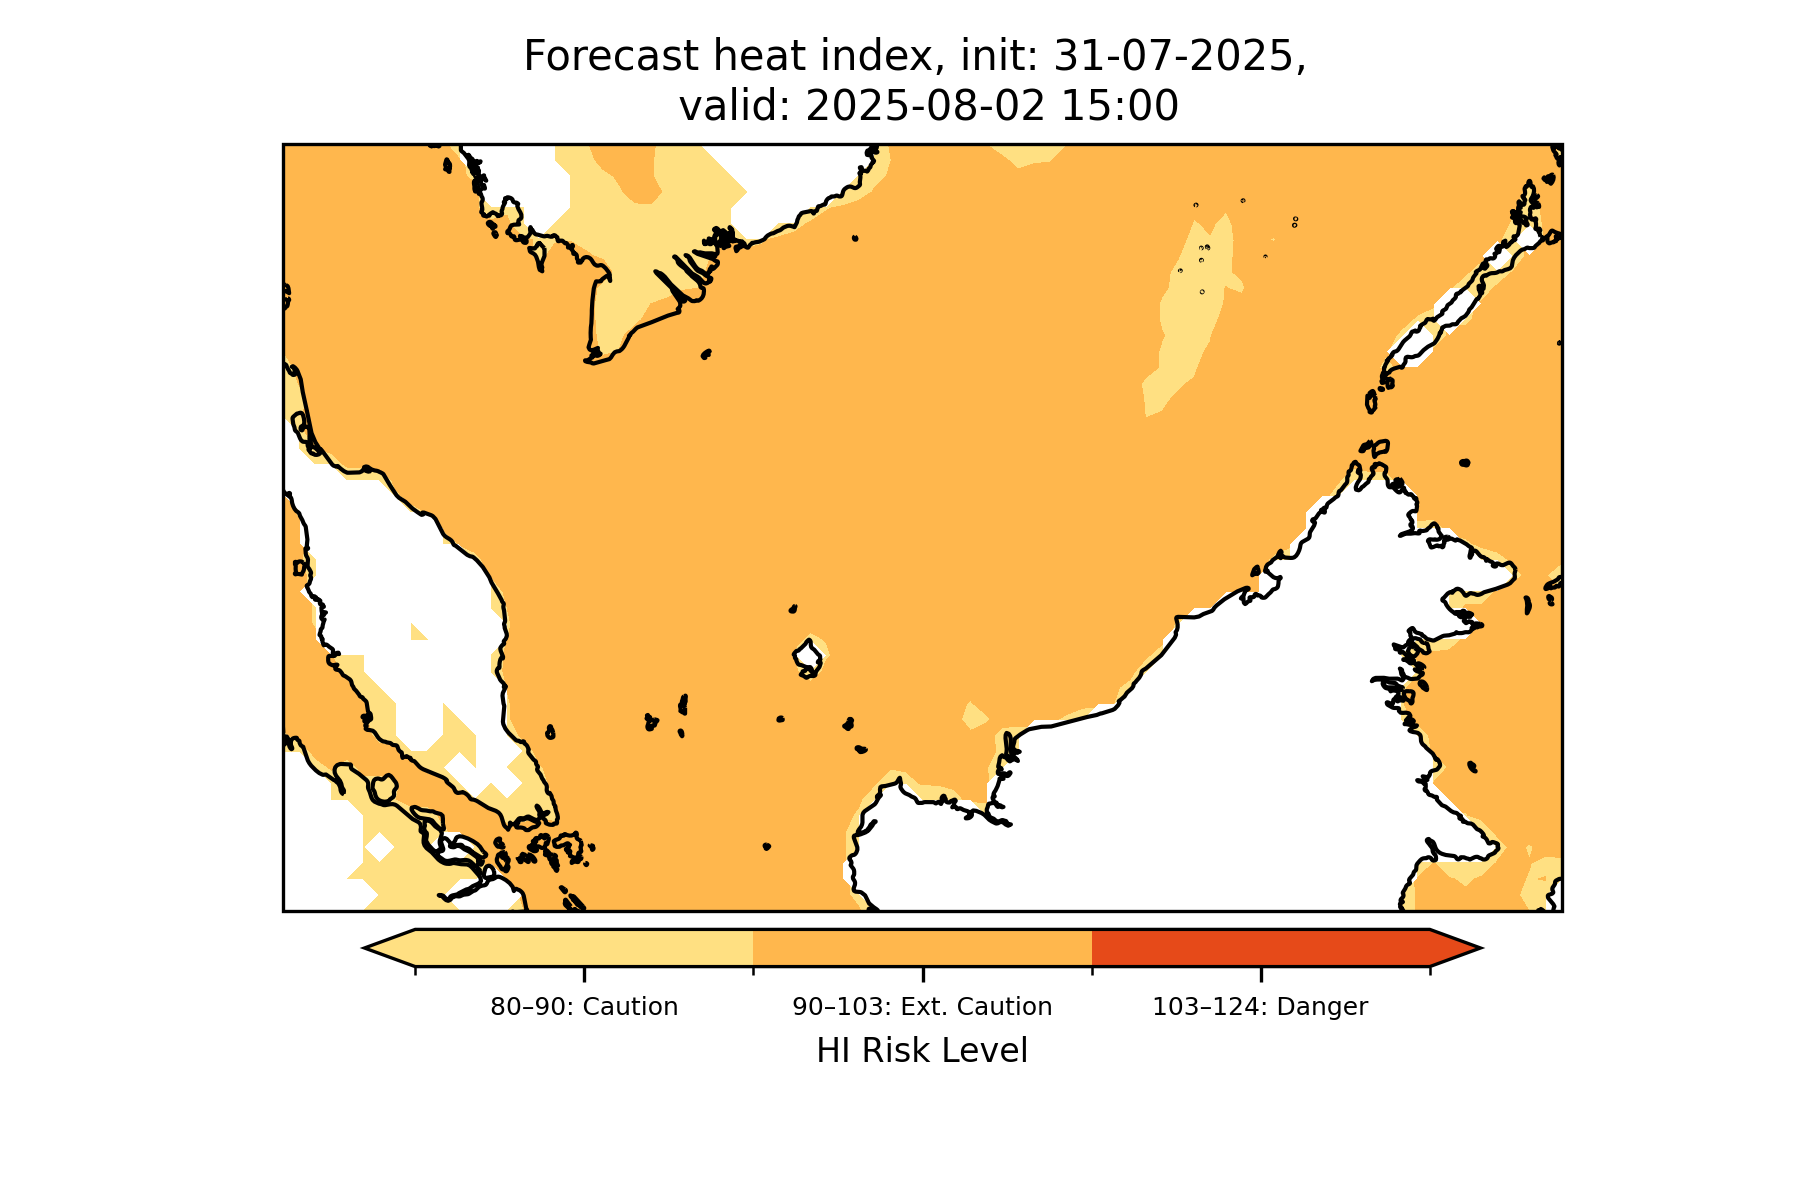 Forecast heat index, init: 31-07-2025,
valid: 2025-08-02 15:00
80–90: Caution
90–103: Ext. Caution
103–124: Danger
HI Risk Level